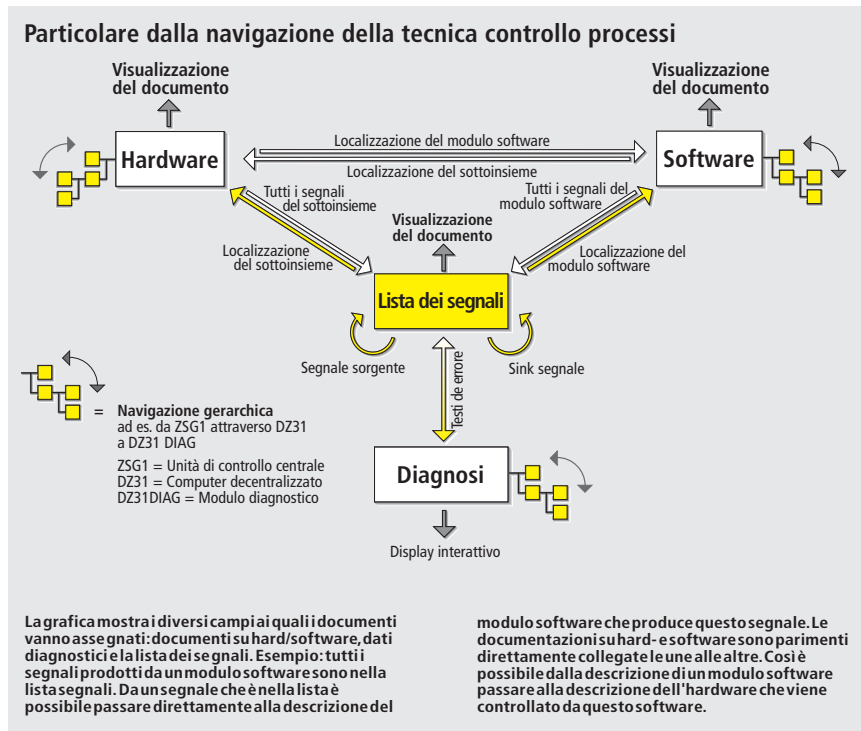 Particolare dalla navigazione della tecnica controllo processi
Visualizzazione
del documento
Visualizzazione
del documento
Hardware
Localizzazione del modulo software
Localizzazione del sottoinsieme
Software
Tutti i segnali
del sottoinsieme
Tutti i segnali del
modulo software
Visualizzazione
del documento
Localizzazione
del sottoinsieme
Localizzazione del
modulo software
Lista dei segnali
Segnale sorgente
Sink segnale
Testi de errore
= Navigazione gerarchica
ad es. da ZSG1 attraverso DZ31
a DZ31 DIAG
ZSG1 = Unità di controllo centrale
DZ31 = Computer decentralizzato
DZ31DIAG = Modulo diagnostico
Diagnosi
Display interattivo
La grafica mostra i diversi campi ai quali i documenti
vanno assegnati: documenti su hard/software, dati
diagnostici e la lista dei segnali. Esempio: tutti i
segnali prodotti da un modulo software sono nella
lista segnali. Da un segnale che è nella lista è
possibile passare direttamente alla descrizione del
modulo software che produce questo segnale. Le
documentazioni su hard- e software sono parimenti
direttamente collegate le une alle altre. Così è
possibile dalla descrizione di un modulo software
passare alla descrizione dell'hardware che viene
controllato da questo software.